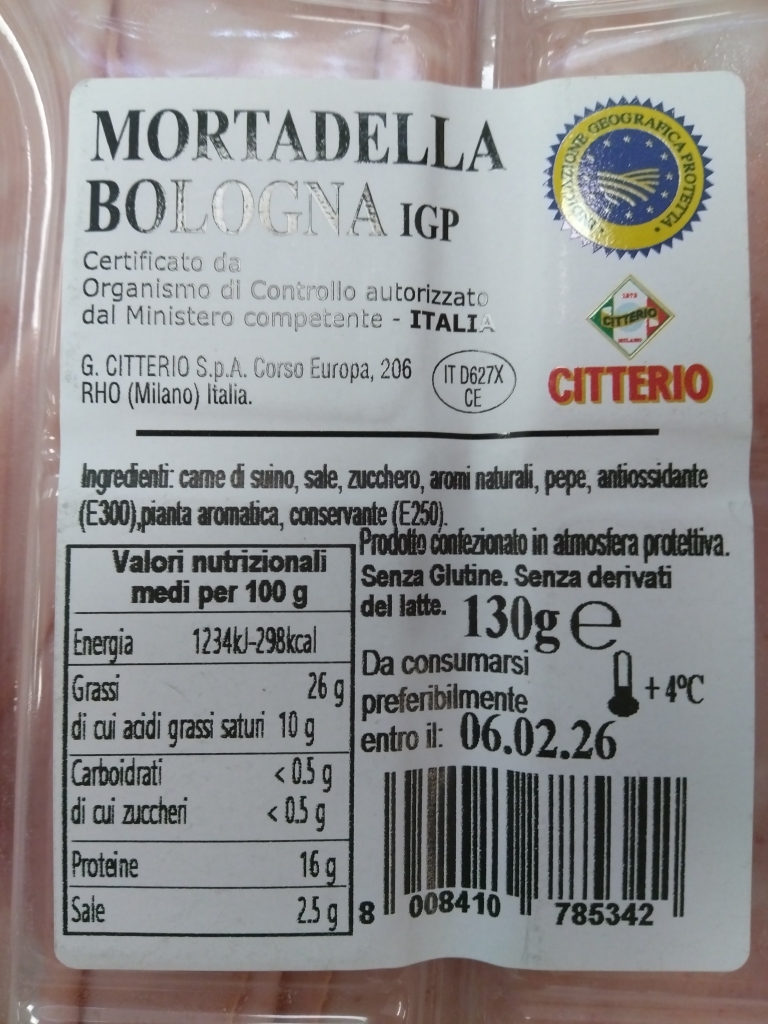 MORTADELLA
BOLOGNA IGP
INDICAZIONE GEOGRAFICA PROTETTA
Certificato da
Organismo di Controllo autorizzato
dal Ministero competente - ITALIA
1878
CITTERIO
MILANO
G. CITTERIO S.p.A. Corso Europa, 206
RHO (Milano) Italia.
IT D627X
CE
CITTERIO
Ingredienti: carne di suino, sale, zucchero, aromi naturali, pepe, antiossidante
(E300),pianta aromatica, conservante (E250).
Prodotto confezionato in atmosfera protettiva.
Senza Glutine. Senza derivati
del latte. 130g e
Da consumarsi
preferibilmente
entro il: 06.02.26
+ 4°C
Valori nutrizionali
medi per 100 g
Energia 1234kJ-298kcal
Grassi 26 g
di cui acidi grassi saturi 10 g
Carboidrati < 0.5 g
di cui zuccheri < 0.5 g
Proteine 16 g
Sale 2.5 g
8 008410 785342